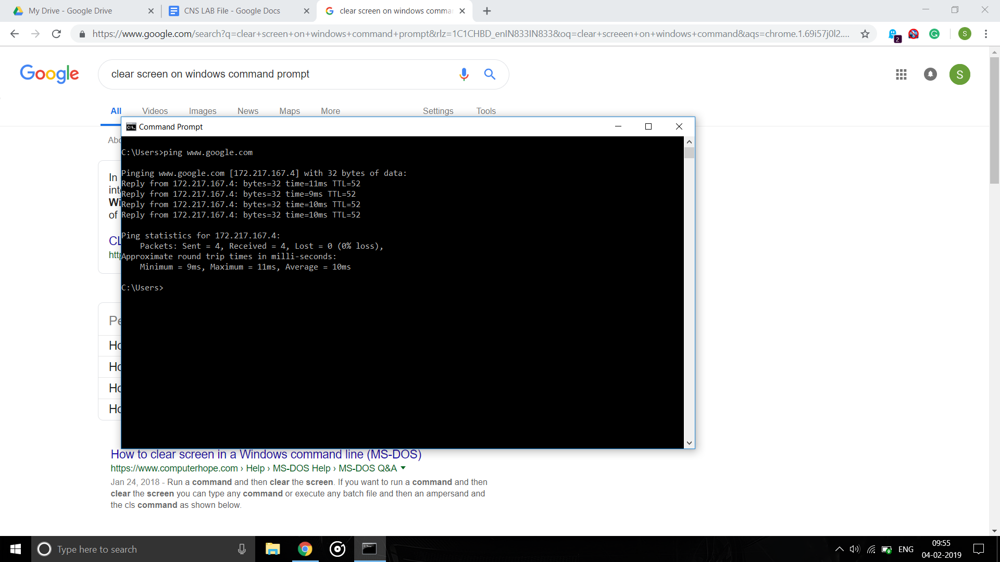 My Drive - Google Drive
CNS LAB File - Google Docs
clear screen on windows comma
https://www.google.com/search?q=clear+screen+on+windows+command+prompt&rlz=1C1CHBD_enIN833IN833&oq=clear+screeen+on+windows+command&aqs=chrome.1.69i57j0l2....
2
S
Google
clear screen on windows command prompt
S
All Videos Images News Maps More Settings Tools
Command Prompt
C:\Users>ping www.google.com
Pinging www.google.com [172.217.167.4] with 32 bytes of data:
Reply from 172.217.167.4: bytes=32 time=11ms TTL=52
Reply from 172.217.167.4: bytes=32 time=9ms TTL=52
Reply from 172.217.167.4: bytes=32 time=10ms TTL=52
Reply from 172.217.167.4: bytes=32 time=10ms TTL=52
Ping statistics for 172.217.167.4:
Packets: Sent = 4, Received = 4, Lost = 0 (0% loss),
Approximate round trip times in milli-seconds:
Minimum = 9ms, Maximum = 11ms, Average = 10ms
C:\Users>
Abo
In
int
Wi
of
CL
http
Pe
Ho
Ho
Ho
Ho
How to clear screen in a Windows command line (MS-DOS)
https://www.computerhope.com › Help › MS-DOS Help › MS-DOS Q&A
Jan 24, 2018 - Run a command and then clear the screen. If you want to run a command and then
clear the screen you can type any command or execute any batch file and then an ampersand and
the cls command as shown below.
Type here to search
ENG
09:55
04-02-2019